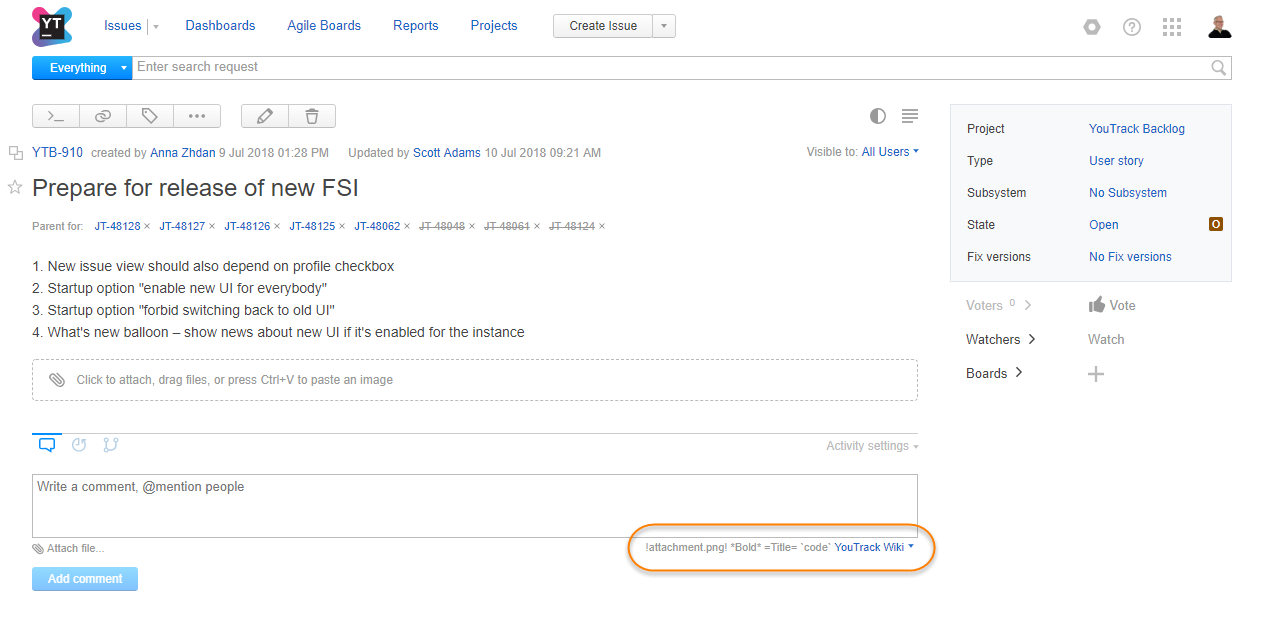 YT
Issues Dashboards Agile Boards Reports Projects Create Issue
Everything Enter search request
YTB-910 created by Anna Zhdan 9 Jul 2018 01:28 PM Updated by Scott Adams 10 Jul 2018 09:21 AM Visible to: All Users
Prepare for release of new FSI
Parent for: JT-48128 × JT-48127 × JT-48126 × JT-48125 × JT-48062 × JT-48048 × JT-48061 × JT-48124 ×
1. New issue view should also depend on profile checkbox
2. Startup option "enable new UI for everybody"
3. Startup option "forbid switching back to old UI"
4. What's new balloon – show news about new UI if it's enabled for the instance
Click to attach, drag files, or press Ctrl+V to paste an image
Activity settings
Write a comment, @mention people
Attach file... !attachment.png! *Bold* =Title= `code` YouTrack Wiki
Add comment
Project YouTrack Backlog
Type User story
Subsystem No Subsystem
State Open O
Fix versions No Fix versions
Voters 0 Vote
Watchers Watch
Boards